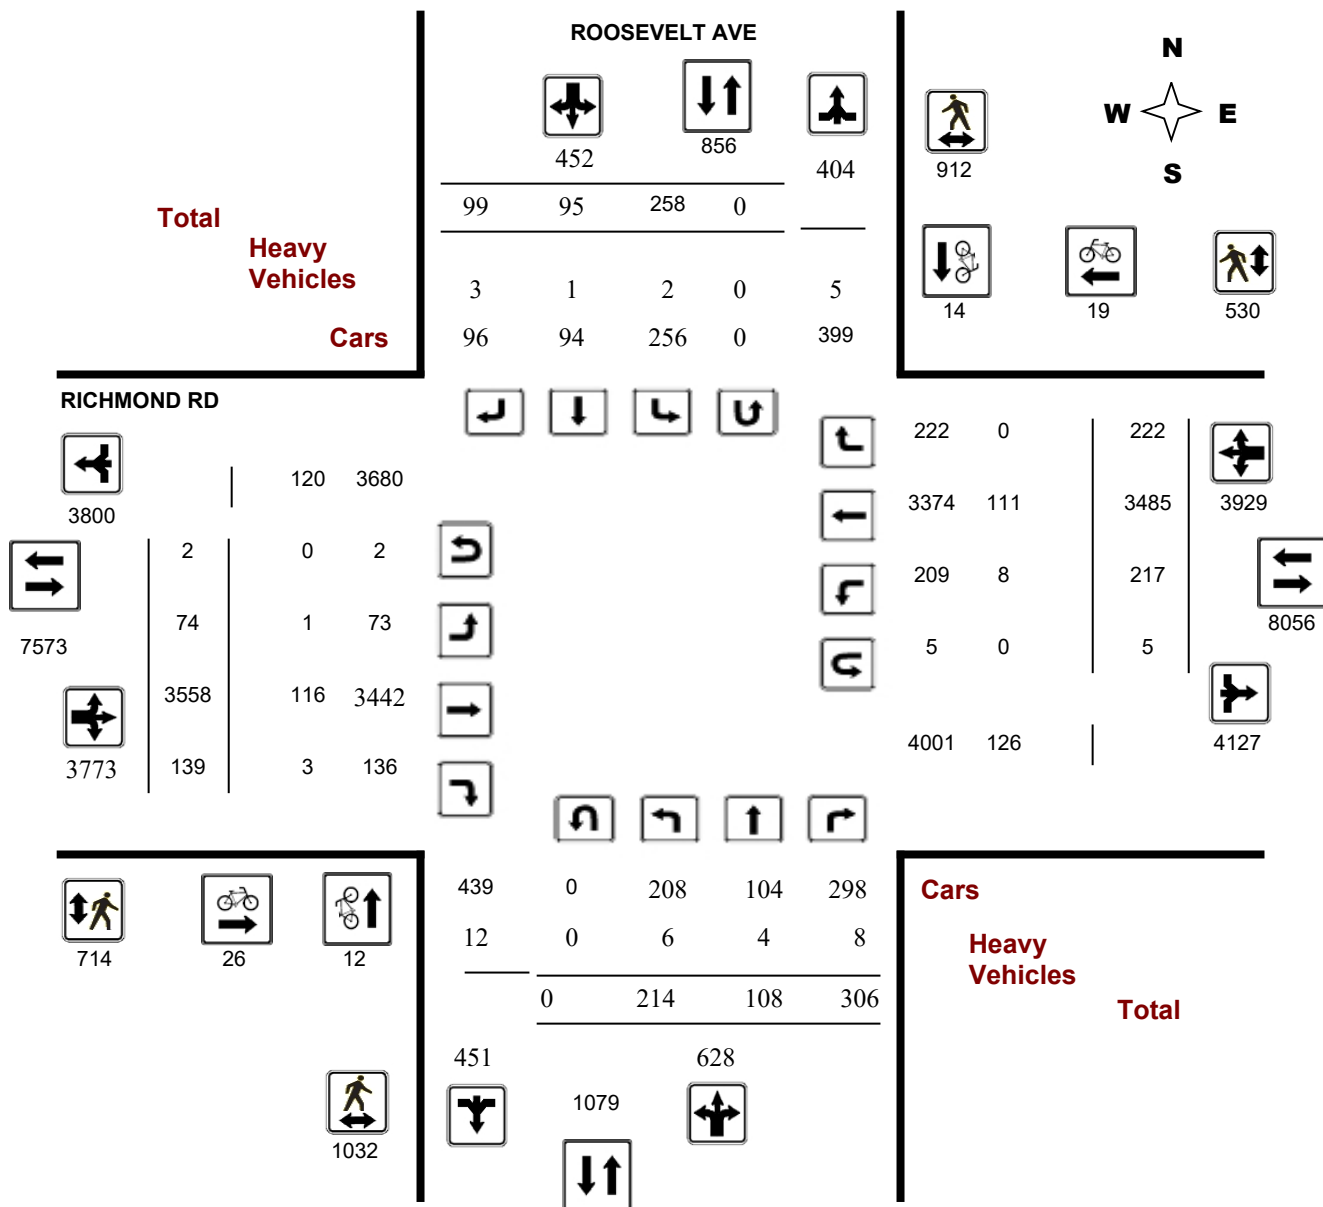 ROOSEVELT AVE
N
W E
S
452 856 404 912
99 95 258 0
Total
Heavy
Vehicles
3 1 2 0 5 14 19 530
Cars 96 94 256 0 399
RICHMOND RD
222 0 222
120 3680
3800 3374 111 3485 3929
2 0 2
209 8 217
74 1 73
7573 5 0 5 8056
3558 116 3442
4001 126 4127
3773 139 3 136
439 0 208 104 298 Cars
12 0 6 4 8 Heavy
Vehicles
714 26 12
0 214 108 306 Total
451 628
1079
1032